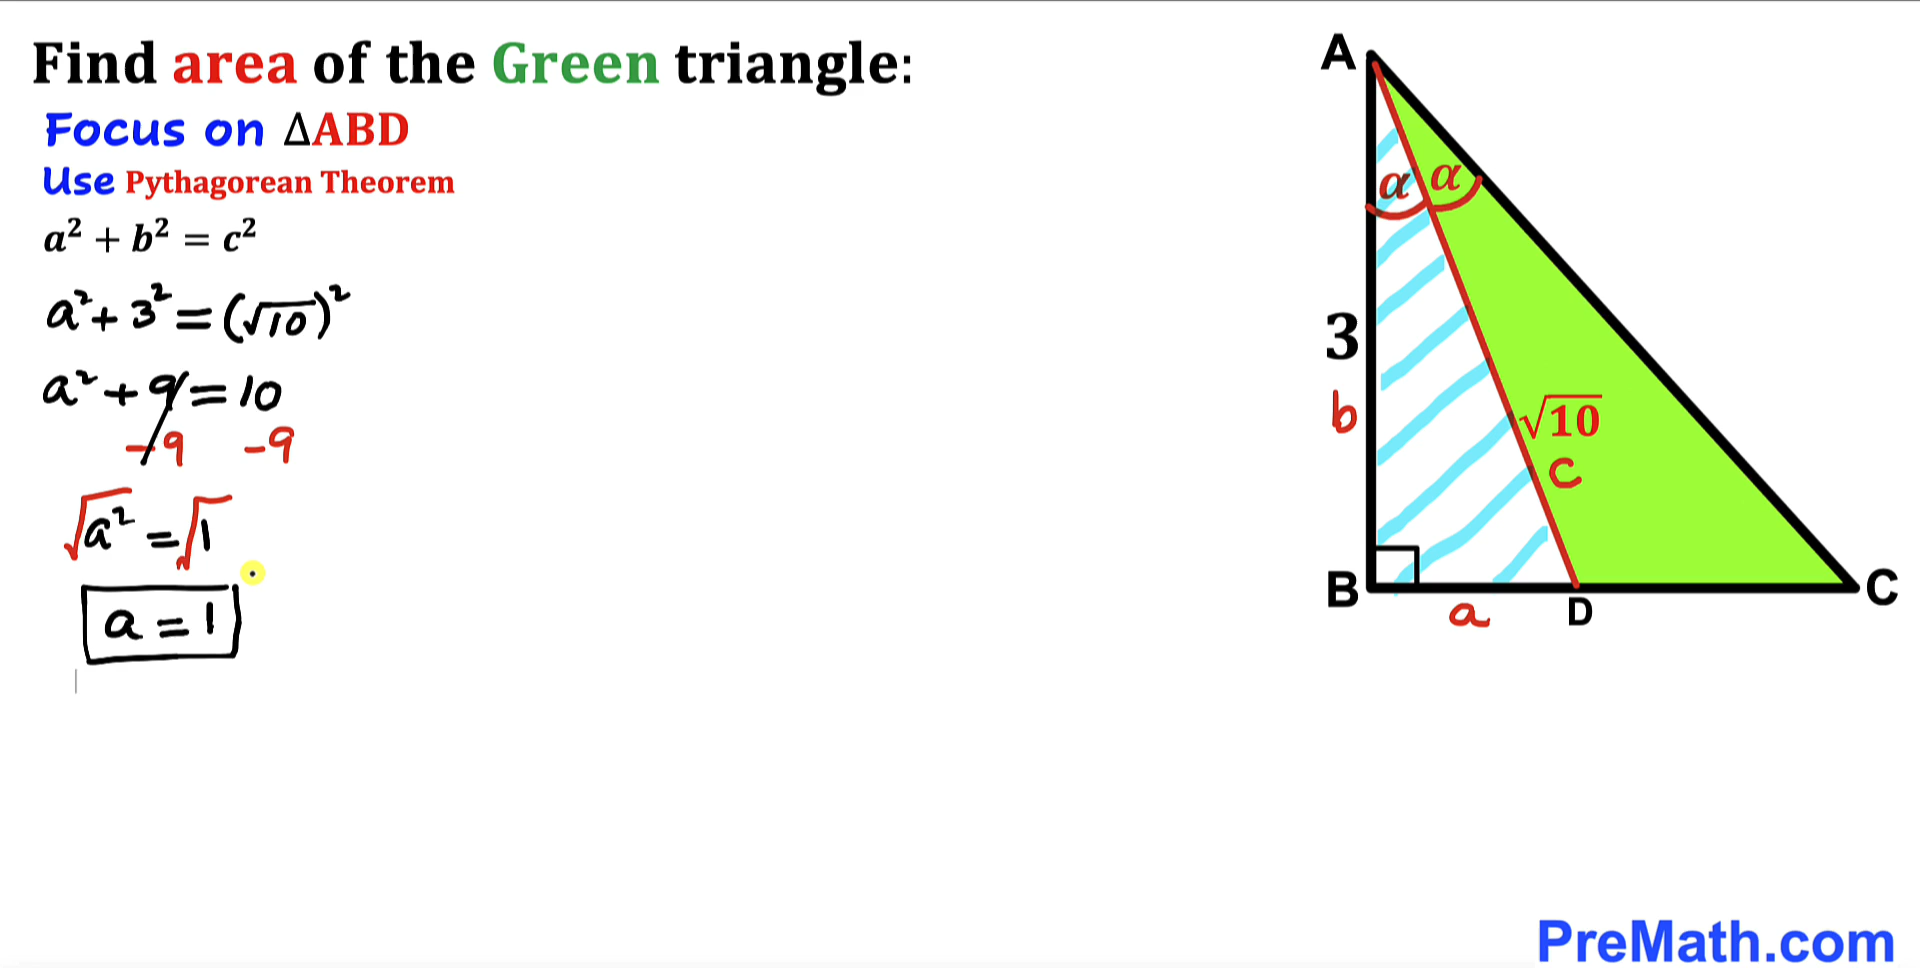 Find area of the Green triangle:
Focus on ΔABD
Use Pythagorean Theorem
a² + b² = c²
a² + 3² = (√10)²
a² + 9 = 10
-9 -9
√a² = √1
a = 1
A
α α
3
b
√10
c
B
a
D
C
PreMath.com